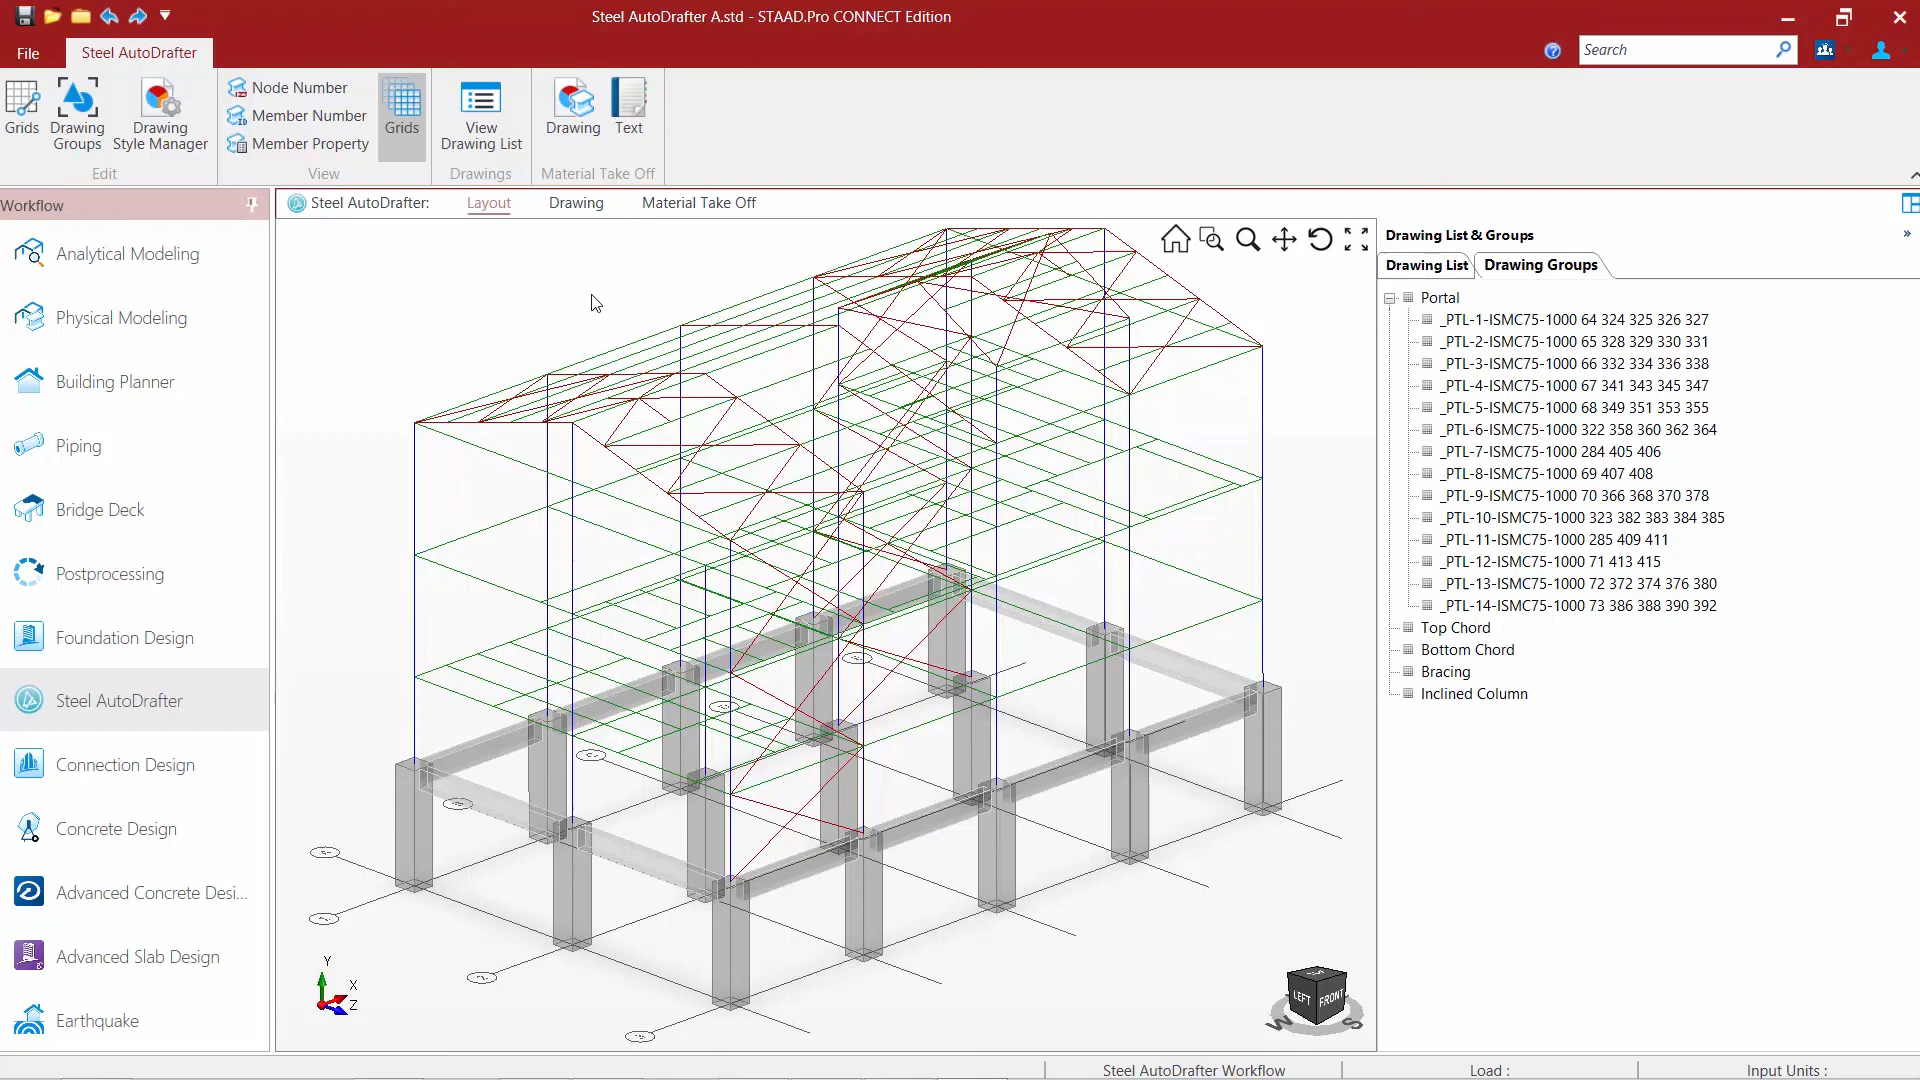 Steel AutoDrafter A.std - STAAD.Pro CONNECT Edition
File
Steel AutoDrafter
Search
Grids
Drawing Groups
Drawing Style Manager
Edit
Node Number
Member Number
Member Property
Grids
View
View Drawing List
Drawings
Drawing
Text
Material Take Off
Workflow
Analytical Modeling
Physical Modeling
Building Planner
Piping
Bridge Deck
Postprocessing
Foundation Design
Steel AutoDrafter
Connection Design
Concrete Design
Advanced Concrete Desi...
Advanced Slab Design
Earthquake
Steel AutoDrafter:
Layout
Drawing
Material Take Off
Y
X
Z
LEFT
FRONT
W
S
Drawing List & Groups
Drawing List
Drawing Groups
Portal
_PTL-1-ISMC75-1000 64 324 325 326 327
_PTL-2-ISMC75-1000 65 328 329 330 331
_PTL-3-ISMC75-1000 66 332 334 336 338
_PTL-4-ISMC75-1000 67 341 343 345 347
_PTL-5-ISMC75-1000 68 349 351 353 355
_PTL-6-ISMC75-1000 322 358 360 362 364
_PTL-7-ISMC75-1000 284 405 406
_PTL-8-ISMC75-1000 69 407 408
_PTL-9-ISMC75-1000 70 366 368 370 378
_PTL-10-ISMC75-1000 323 382 383 384 385
_PTL-11-ISMC75-1000 285 409 411
_PTL-12-ISMC75-1000 71 413 415
_PTL-13-ISMC75-1000 72 372 374 376 380
_PTL-14-ISMC75-1000 73 386 388 390 392
Top Chord
Bottom Chord
Bracing
Inclined Column
Steel AutoDrafter Workflow
Load :
Input Units :